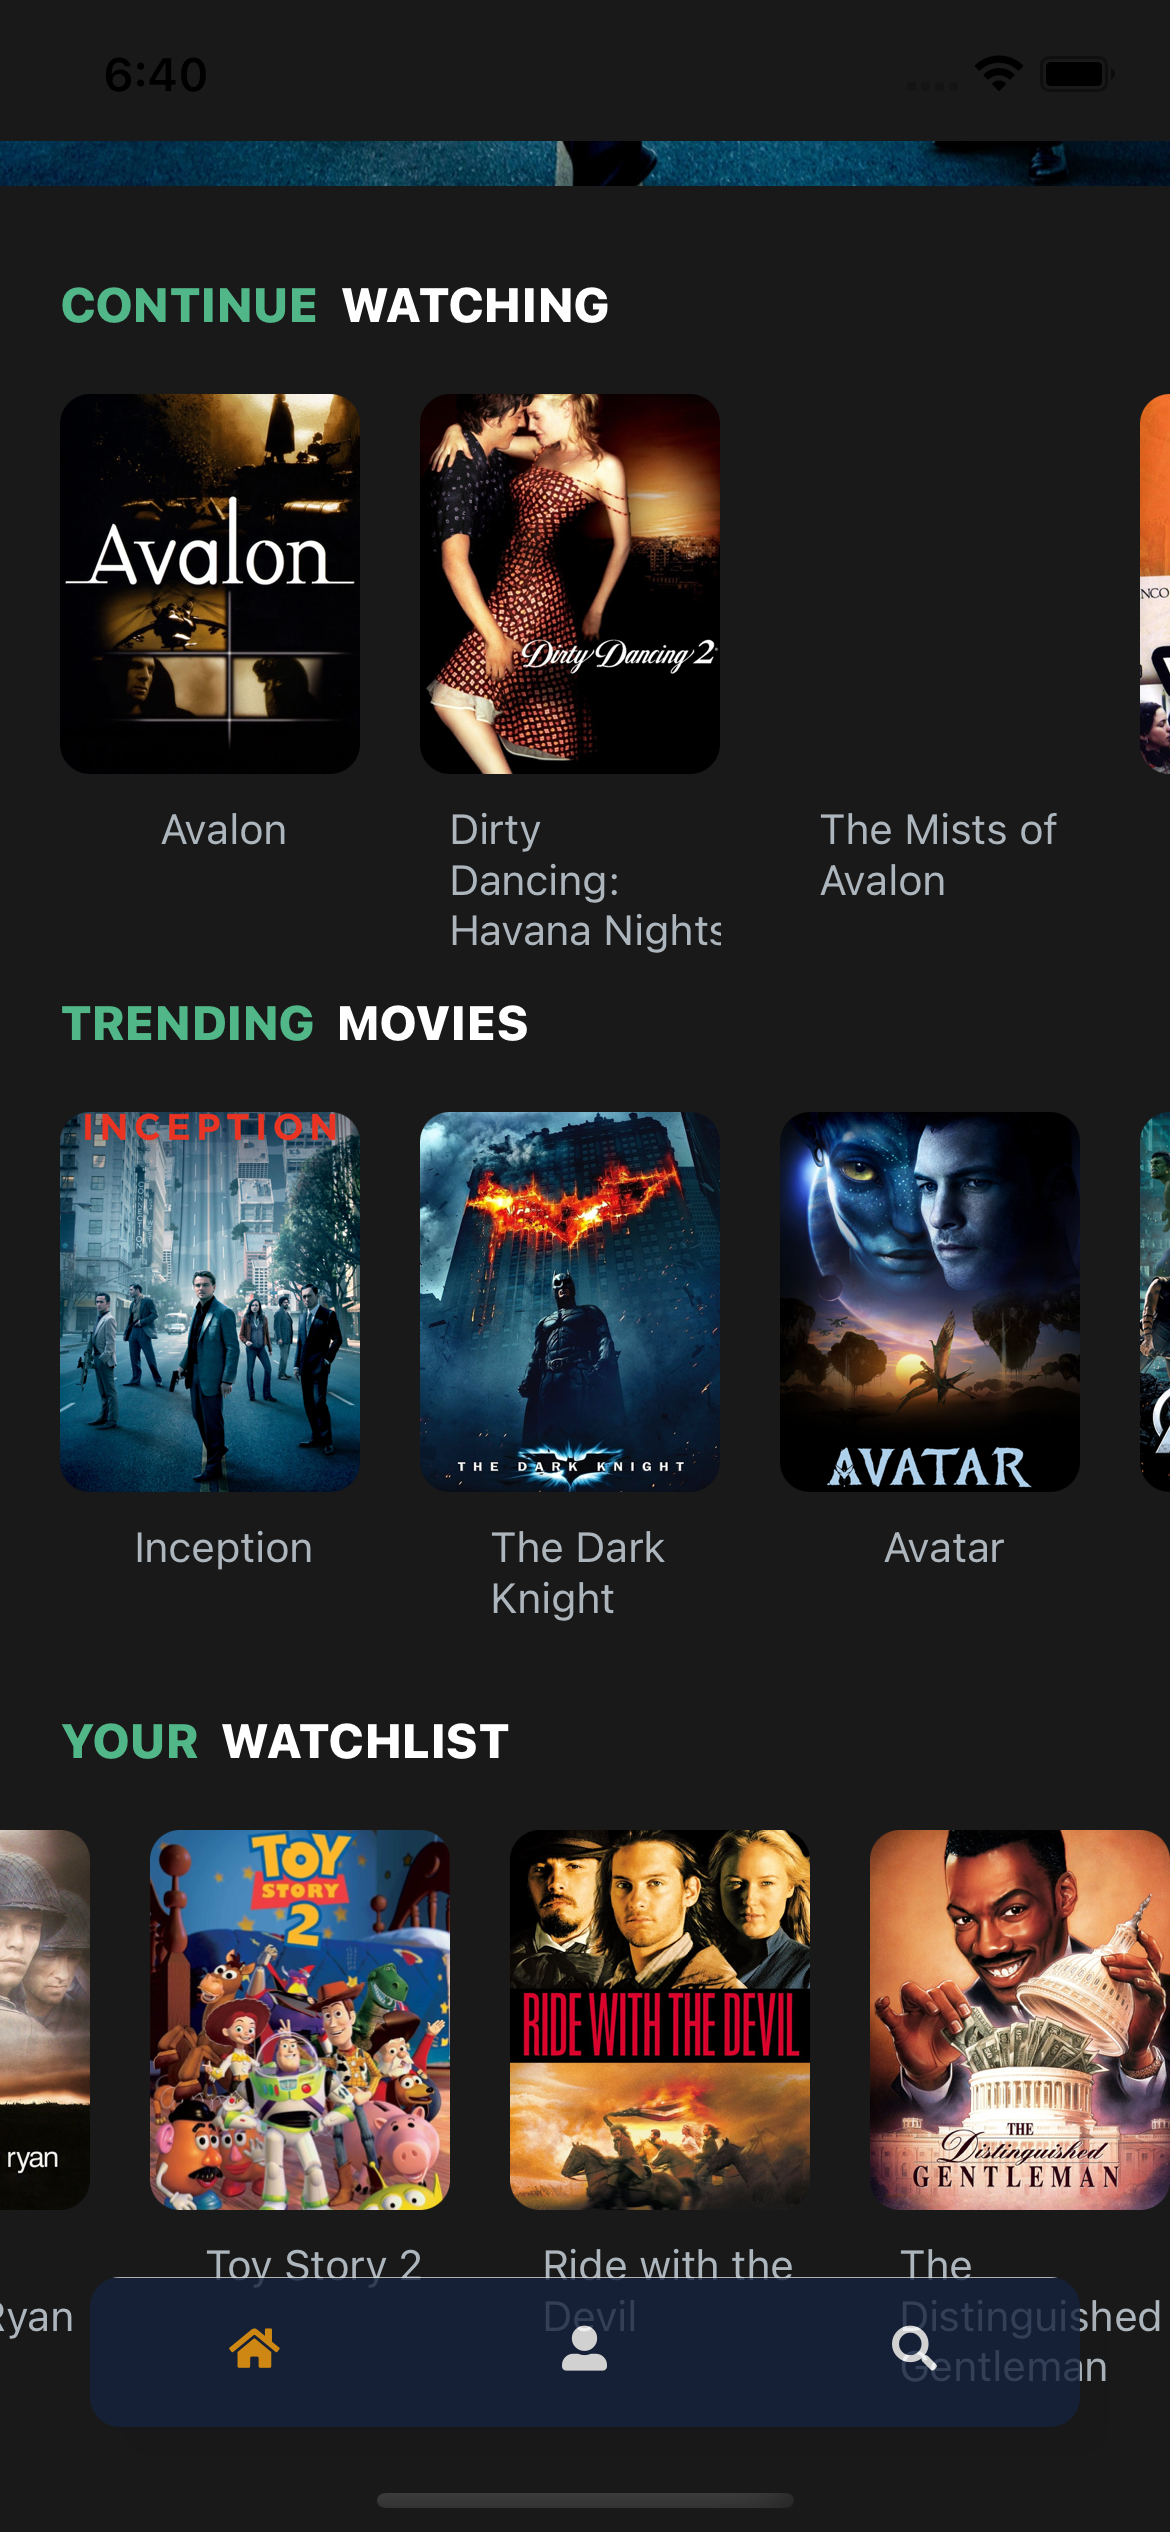 6:40
CONTINUE WATCHING
Avalon
Dirty Dancing 2
NCO
Avalon
Dirty
Dancing:
Havana Nights
The Mists of
Avalon
TRENDING MOVIES
INCEPTION
THE DARK KNIGHT
AVATAR
Inception
The Dark
Knight
Avatar
YOUR WATCHLIST
ryan
TOY
STORY
2
RIDE WITH THE DEVIL
THE
Distinguished
GENTLEMAN
Ryan
Toy Story 2
Ride with the
Devil
The
Distinguished
Gentleman